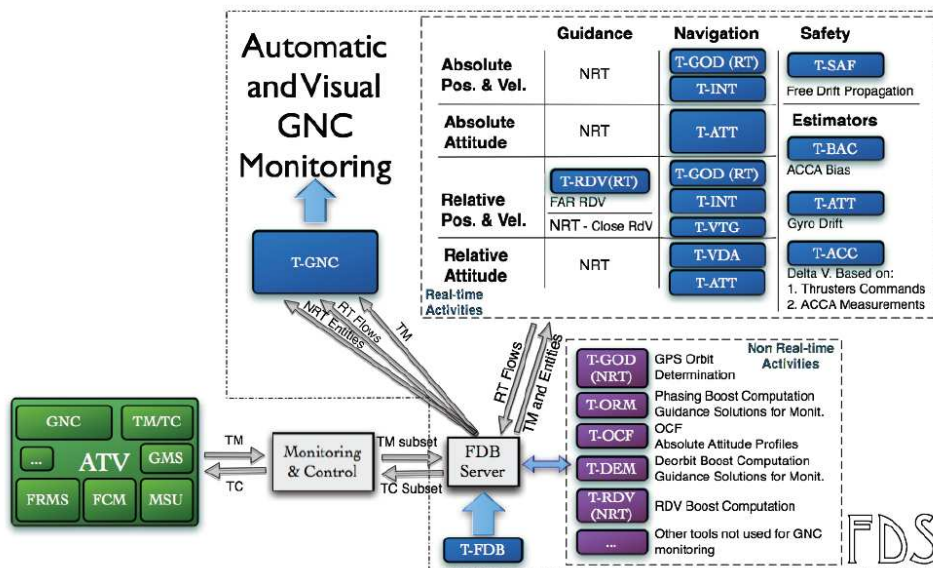 Automatic
and Visual
GNC
Monitoring
T-GNC
Guidance Navigation Safety
Absolute
Pos. & Vel.
NRT
T-GOD (RT)
T-INT
T-SAF
Free Drift Propagation
Absolute
Attitude
NRT
T-ATT
Estimators
T-BAC
ACCA Bias
Relative
Pos. & Vel.
T-RDV(RT)
FAR RDV
NRT - Close RdV
T-GOD (RT)
T-INT
T-VTG
T-ATT
Gyro Drift
Relative
Attitude
NRT
T-VDA
T-ATT
T-ACC
Delta V. Based on:
1. Thrusters Commands
2. ACCA Measurements
Real-time
Activities
NRT Entities
RT Flows
TM
RT Flows
TM and Entities
Non Real-time
Activities
T-GOD
(NRT)
GPS Orbit
Determination
T-ORM
Phasing Boost Computation
Guidance Solutions for Monit.
T-OCF
OCF
Absolute Attitude Profiles
T-DEM
Deorbit Boost Computation
Guidance Solutions for Monit.
T-RDV
(NRT)
RDV Boost Computation
...
Other tools not used for GNC
monitoring
GNC
TM/TC
...
ATV
GMS
FRMS
FCM
MSU
TM
TC
Monitoring
& Control
TM subset
TC Subset
FDB
Server
T-FDB
FDS